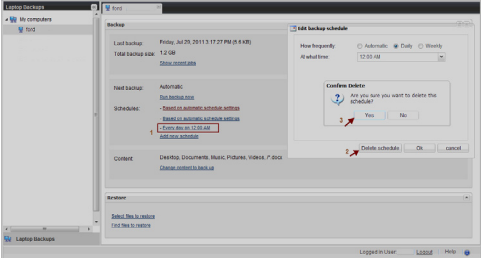 Laptop Backups
My computers
ford
ford
Backup
Last backup: Friday, Jul 29, 2011 3:17:27 PM (5.6 KB)
Total backup size: 1.2 GB
Show recent jobs
Next backup: Automatic
Run backup now
Schedules:
- Based on automatic schedule settings
- Based on automatic schedule settings
1
- Every day on 12:00 AM
Add new schedule
Content: Desktop, Documents, Music, Pictures, Videos, /*.docx
Change content to back up
Restore
Select files to restore
Find files to restore
Edit backup schedule
How frequently: Automatic Daily Weekly
At what time: 12:00 AM
Confirm Delete
Are you sure you want to delete this schedule?
3
Yes No
2
Delete schedule Ok cancel
Laptop Backups
Logged in User: Logout Help